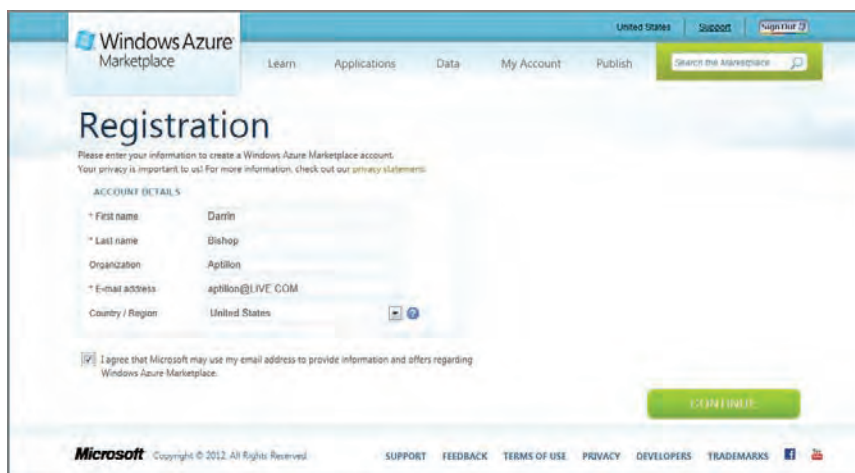 United States Support Sign Out
Windows Azure
Marketplace
Learn Applications Data My Account Publish
Search the Marketplace
Registration
Please enter your information to create a Windows Azure Marketplace account.
Your privacy is important to us! For more information, check out our privacy statement.
ACCOUNT DETAILS
* First name Darrin
* Last name Bishop
Organization Aptillon
* E-mail address aptillon@LIVE.COM
Country / Region United States
I agree that Microsoft may use my email address to provide information and offers regarding
Windows Azure Marketplace.
CONTINUE
Microsoft Copyright © 2012 All Rights Reserved
SUPPORT FEEDBACK TERMS OF USE PRIVACY DEVELOPERS TRADEMARKS